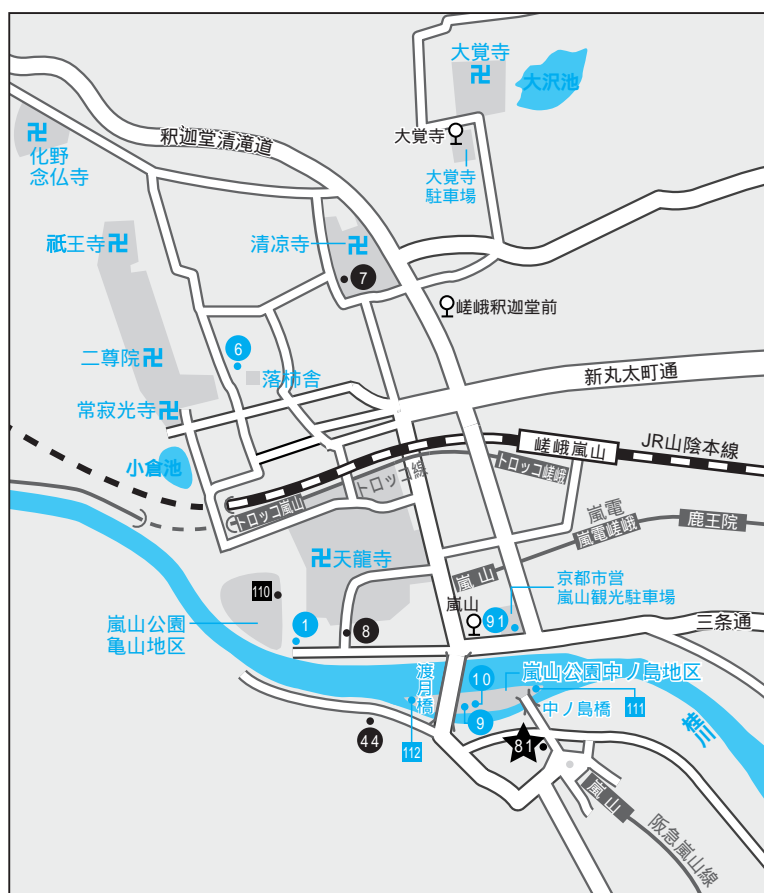 大覚寺
大沢池
釈迦堂清滝道
大覚寺
化野
念仏寺
大覚寺
駐車場
祇王寺
清凉寺
7
嵯峨釈迦堂前
6
二尊院
落柿舎
新丸太町通
常寂光寺
嵯峨嵐山
JR山陰本線
小倉池
トロッコ線
トロッコ嵯峨
トロッコ嵐山
嵐電
嵐電嵯峨
鹿王院
天龍寺
嵐山
京都市営
嵐山観光駐車場
110
嵐山
91
嵐山公園
亀山地区
1
8
三条通
渡月橋
10
嵐山公園中ノ島地区
9
中ノ島橋
111
桂川
44
112
81
嵐山
阪急嵐山線